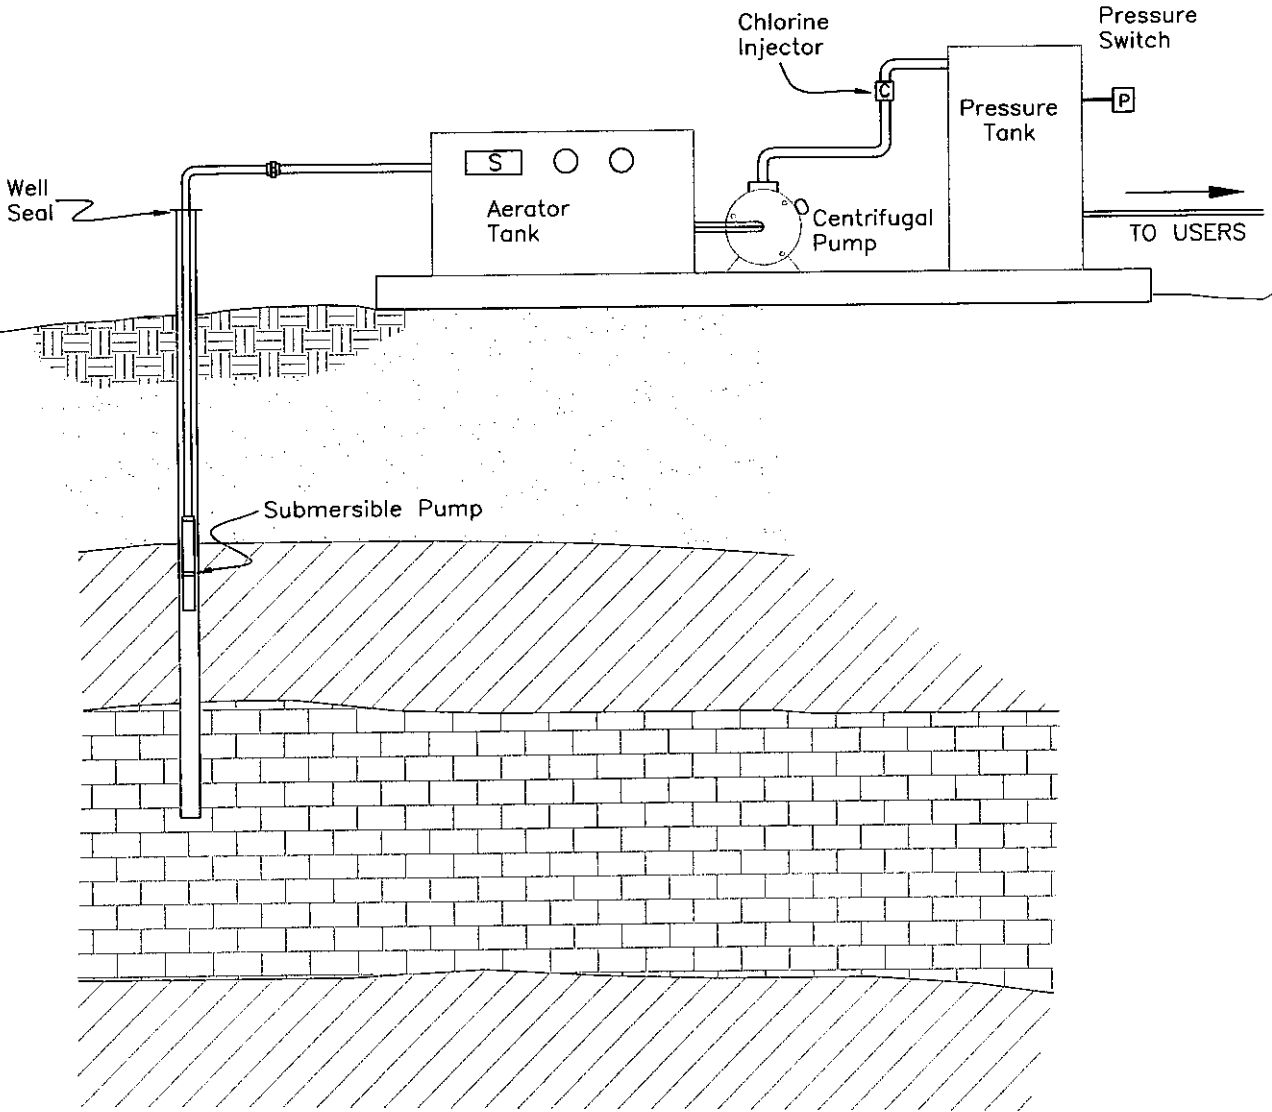 Chlorine
Injector
Pressure
Switch
C
P
Pressure
Tank
S
Well
Seal
Aerator
Tank
Centrifugal
Pump
TO USERS
Submersible Pump